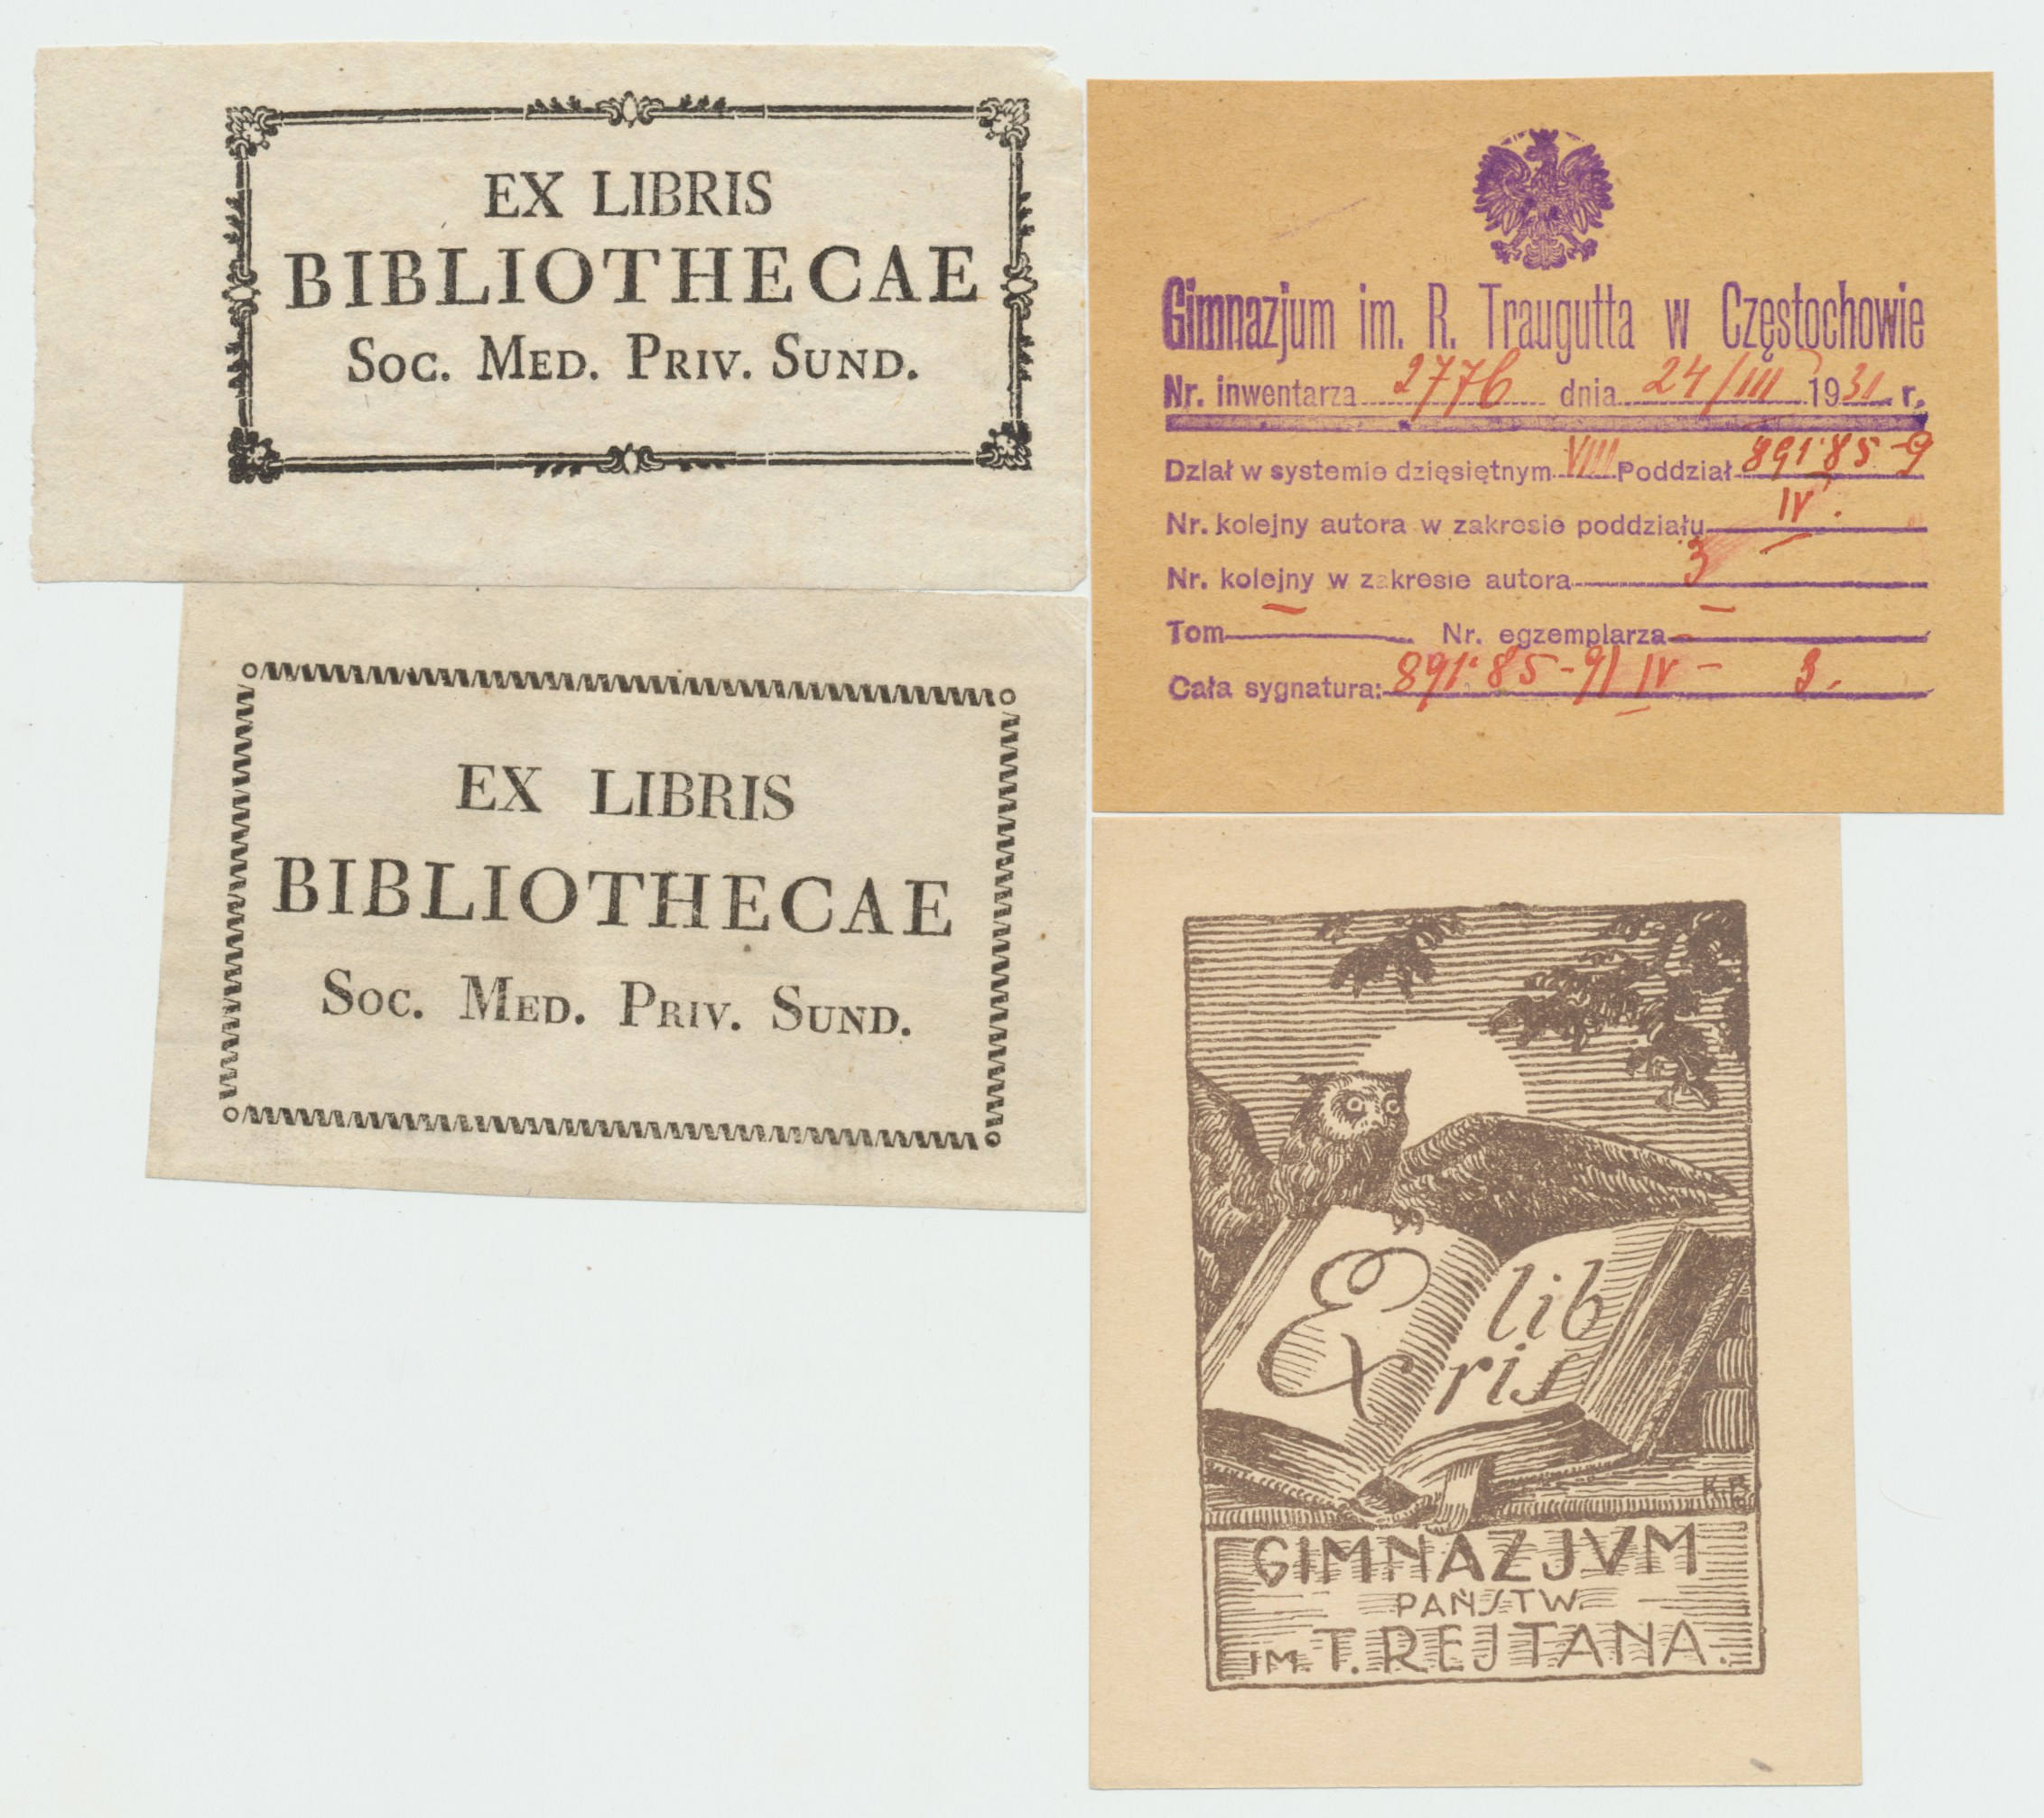 EX LIBRIS
BIBLIOTHECAE
Soc. Med. Priv. Sund.
EX LIBRIS
BIBLIOTHECAE
Soc. Med. Priv. Sund.
Gimnazjum im. R. Traugutta w Częstochowie
Nr. inwentarza 2776 dnia 24/III 1931 r.
Dział w systemie dzięsiętnym VIII Poddział 891·85-9
Nr. kolejny autora w zakresie poddziału IV.
Nr. kolejny w zakresie autora 3
Tom — Nr. egzemplarza —
Cała sygnatura: 891·85-9/IV - 3.
Ex lib
ris
K.B
GIMNAZJVM
PAŃSTW
IM. T. REJTANA.